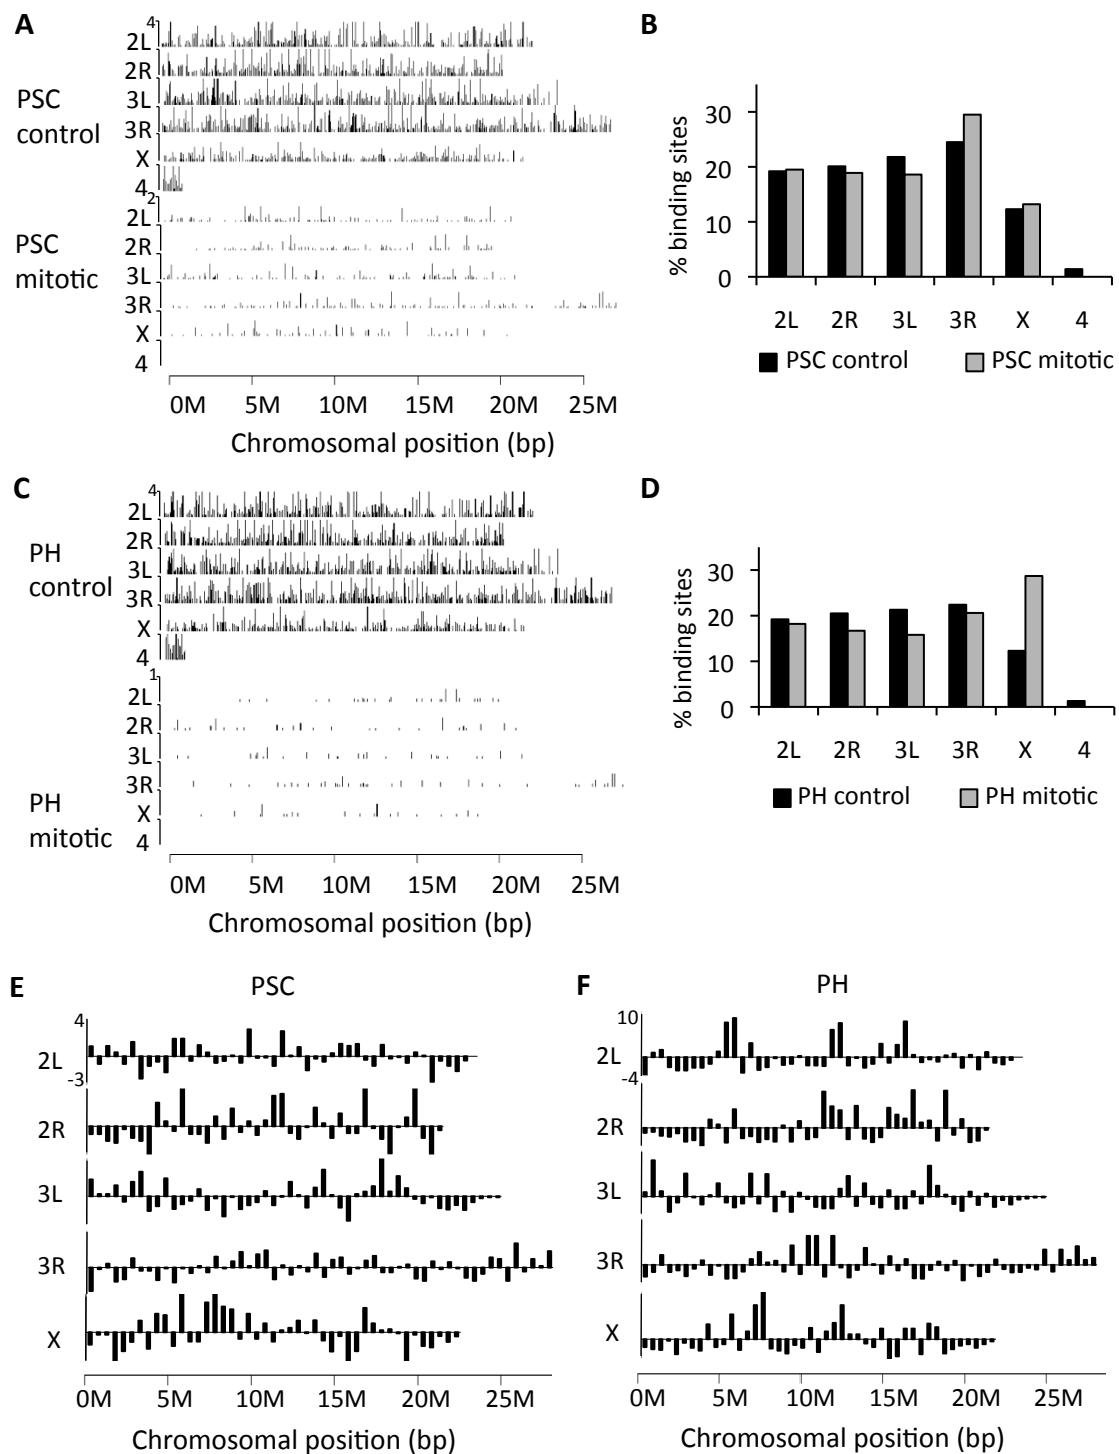 A
4
2L
2R
3L
3R
X
4
PSC
control
2
2L
2R
3L
3R
X
4
PSC
mitotic
0M 5M 10M 15M 20M 25M
Chromosomal position (bp)
B
% binding sites
30
20
10
0
2L 2R 3L 3R X 4
PSC control PSC mitotic
C
4
2L
2R
3L
3R
X
4
PH
control
1
2L
2R
3L
3R
X
4
PH
mitotic
0M 5M 10M 15M 20M 25M
Chromosomal position (bp)
D
% binding sites
30
20
10
0
2L 2R 3L 3R X 4
PH control PH mitotic
E
PSC
4
2L
-3
2R
3L
3R
X
0M 5M 10M 15M 20M 25M
Chromosomal position (bp)
F
PH
10
2L
-4
2R
3L
3R
X
0M 5M 10M 15M 20M 25M
Chromosomal position (bp)